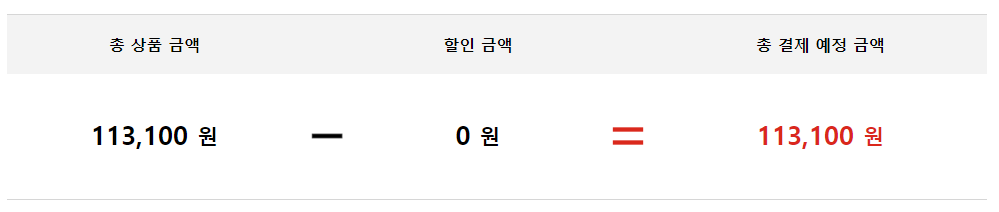 총 상품 금액 할인 금액 총 결제 예정 금액
113,100 원 − 0 원 = 113,100 원